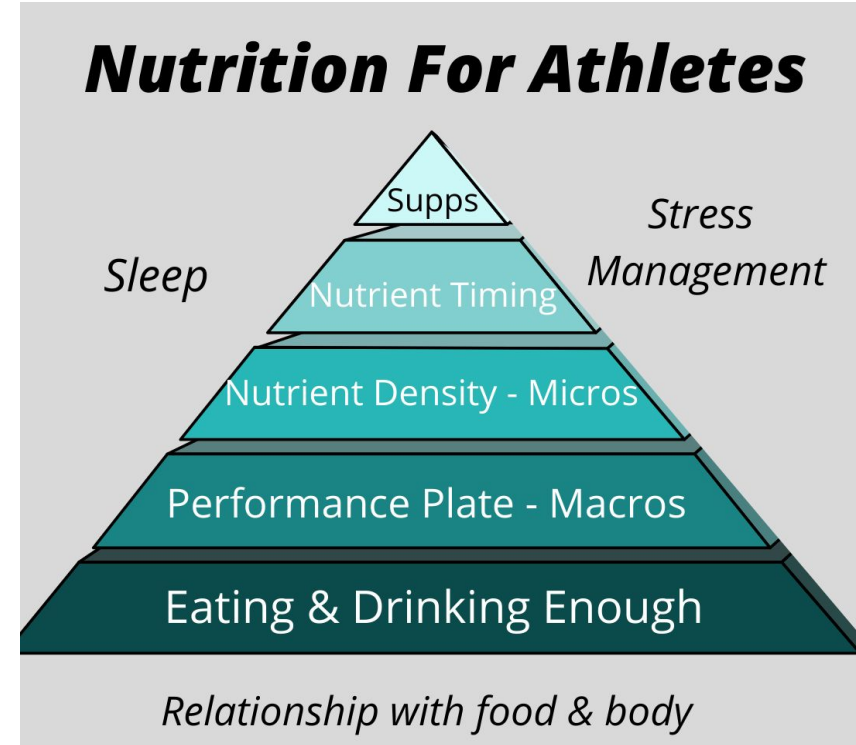 Nutrition For Athletes
Supps
Stress
Management
Sleep
Nutrient Timing
Nutrient Density - Micros
Performance Plate - Macros
Eating & Drinking Enough
Relationship with food & body